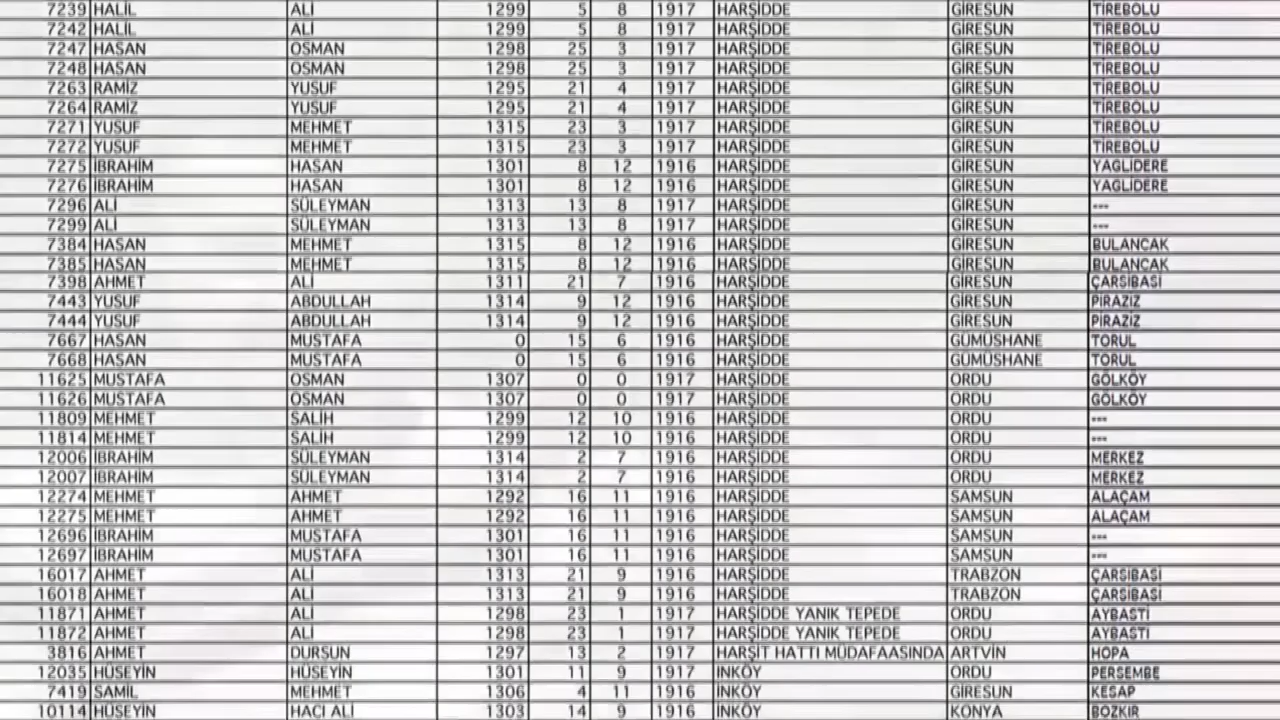 7239 HALİL ALİ 1299 5 8 1917 HARŞİDDE GİRESUN TİREBOLU
7242 HALİL ALİ 1299 5 8 1917 HARŞİDDE GİRESUN TİREBOLU
7247 HASAN OSMAN 1298 25 3 1917 HARŞİDDE GİRESUN TİREBOLU
7248 HASAN OSMAN 1298 25 3 1917 HARŞİDDE GİRESUN TİREBOLU
7263 RAMİZ YUSUF 1295 21 4 1917 HARŞİDDE GİRESUN TİREBOLU
7264 RAMİZ YUSUF 1295 21 4 1917 HARŞİDDE GİRESUN TİREBOLU
7271 YUSUF MEHMET 1315 23 3 1917 HARŞİDDE GİRESUN TİREBOLU
7272 YUSUF MEHMET 1315 23 3 1917 HARŞİDDE GİRESUN TİREBOLU
7275 İBRAHİM HASAN 1301 8 12 1916 HARŞİDDE GİRESUN YAGLIDERE
7276 İBRAHİM HASAN 1301 8 12 1916 HARŞİDDE GİRESUN YAGLIDERE
7296 ALİ SÜLEYMAN 1313 13 8 1916 HARŞİDDE GİRESUN ---
7299 ALİ SÜLEYMAN 1313 13 8 1916 HARŞİDDE GİRESUN ---
7384 HASAN MEHMET 1315 8 12 1916 HARŞİDDE GİRESUN BULANCAK
7385 HASAN MEHMET 1315 8 12 1916 HARŞİDDE GİRESUN BULANCAK
7398 AHMET ALİ 1311 21 7 1916 HARŞİDDE GİRESUN ÇARSIBASI
7443 YUSUF ABDULLAH 1314 9 12 1916 HARŞİDDE GİRESUN PİRAZİZ
7444 YUSUF ABDULLAH 1314 9 12 1916 HARŞİDDE GİRESUN PİRAZİZ
7667 HASAN MUSTAFA 0 15 6 1916 HARŞİDDE GÜMÜSHANE TORUL
7668 HASAN MUSTAFA 0 15 6 1916 HARŞİDDE GÜMÜSHANE TORUL
11625 MUSTAFA OSMAN 1307 0 0 1917 HARŞİDDE ORDU GÖLKÖY
11626 MUSTAFA OSMAN 1307 0 0 1917 HARŞİDDE ORDU GÖLKÖY
11809 MEHMET SALİH 1299 12 10 1916 HARŞİDDE ORDU ---
11814 MEHMET SALİH 1299 12 10 1916 HARŞİDDE ORDU ---
12006 İBRAHİM SÜLEYMAN 1314 2 7 1916 HARŞİDDE ORDU MERKEZ
12007 İBRAHİM SÜLEYMAN 1314 2 7 1916 HARŞİDDE ORDU MERKEZ
12274 MEHMET AHMET 1292 16 11 1916 HARŞİDDE SAMSUN ALAÇAM
12275 MEHMET AHMET 1292 16 11 1916 HARŞİDDE SAMSUN ALAÇAM
12696 İBRAHİM MUSTAFA 1301 16 11 1916 HARŞİDDE SAMSUN ---
12697 İBRAHİM MUSTAFA 1301 16 11 1916 HARŞİDDE SAMSUN ---
16017 AHMET ALİ 1313 21 9 1916 HARŞİDDE TRABZON ÇARSIBASI
16018 AHMET ALİ 1313 21 9 1916 HARŞİDDE TRABZON ÇARSIBASI
11871 AHMET ALİ 1298 23 1 1917 HARŞİDDE YANIK TEPEDE ORDU AYBASTI
11872 AHMET ALİ 1298 23 1 1917 HARŞİDDE YANIK TEPEDE ORDU AYBASTI
3816 AHMET DURSUN 1297 13 2 1917 HARŞİT HATTI MÜDAFAASINDA ARTVİN HOPA
12035 HÜSEYİN HÜSEYİN 1301 11 9 1917 İNKÖY ORDU PERSEMBE
7419 SAMİL MEHMET 1306 4 11 1916 İNKÖY GİRESUN KESAP
10114 HÜSEYİN HACI ALİ 1303 14 9 1916 İNKÖY KONYA BOZKIR